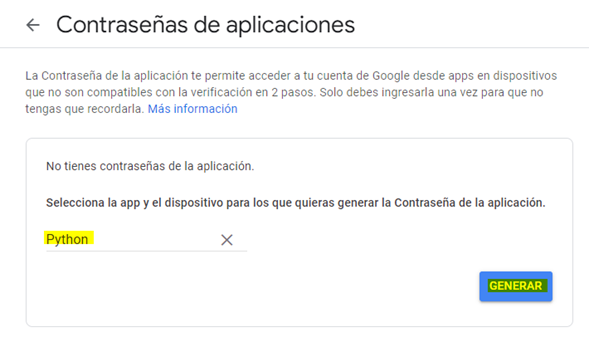 Contraseñas de aplicaciones
La Contraseña de la aplicación te permite acceder a tu cuenta de Google desde apps en dispositivos
que no son compatibles con la verificación en 2 pasos. Solo debes ingresarla una vez para que no
tengas que recordarla. Más información
No tienes contraseñas de la aplicación.
Selecciona la app y el dispositivo para los que quieras generar la Contraseña de la aplicación.
Python
GENERAR